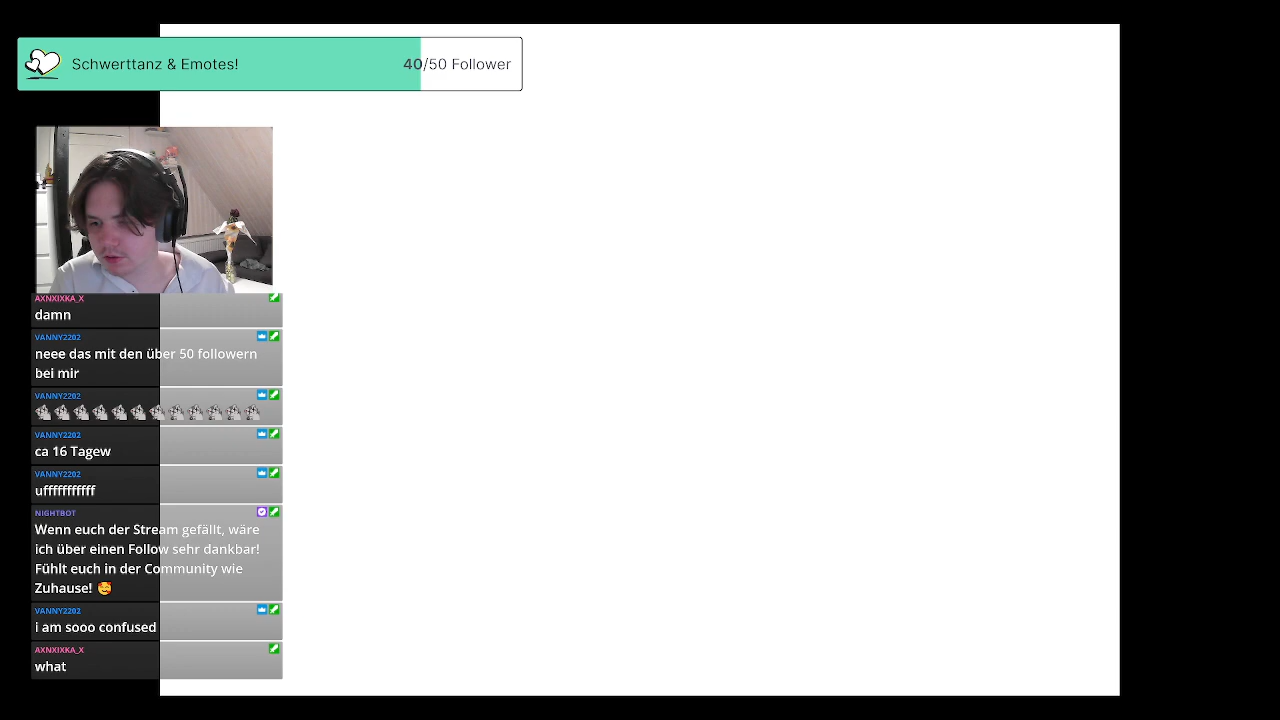 Schwerttanz & Emotes!
40/50 Follower
AXNXIXKA_X
damn
VANNY2202
neee das mit den über 50 followern
bei mir
VANNY2202
VANNY2202
ca 16 Tagew
VANNY2202
ufffffffffff
NIGHTBOT
Wenn euch der Stream gefällt, wäre
ich über einen Follow sehr dankbar!
Fühlt euch in der Community wie
Zuhause! 🥰
VANNY2202
i am sooo confused
AXNXIXKA_X
what